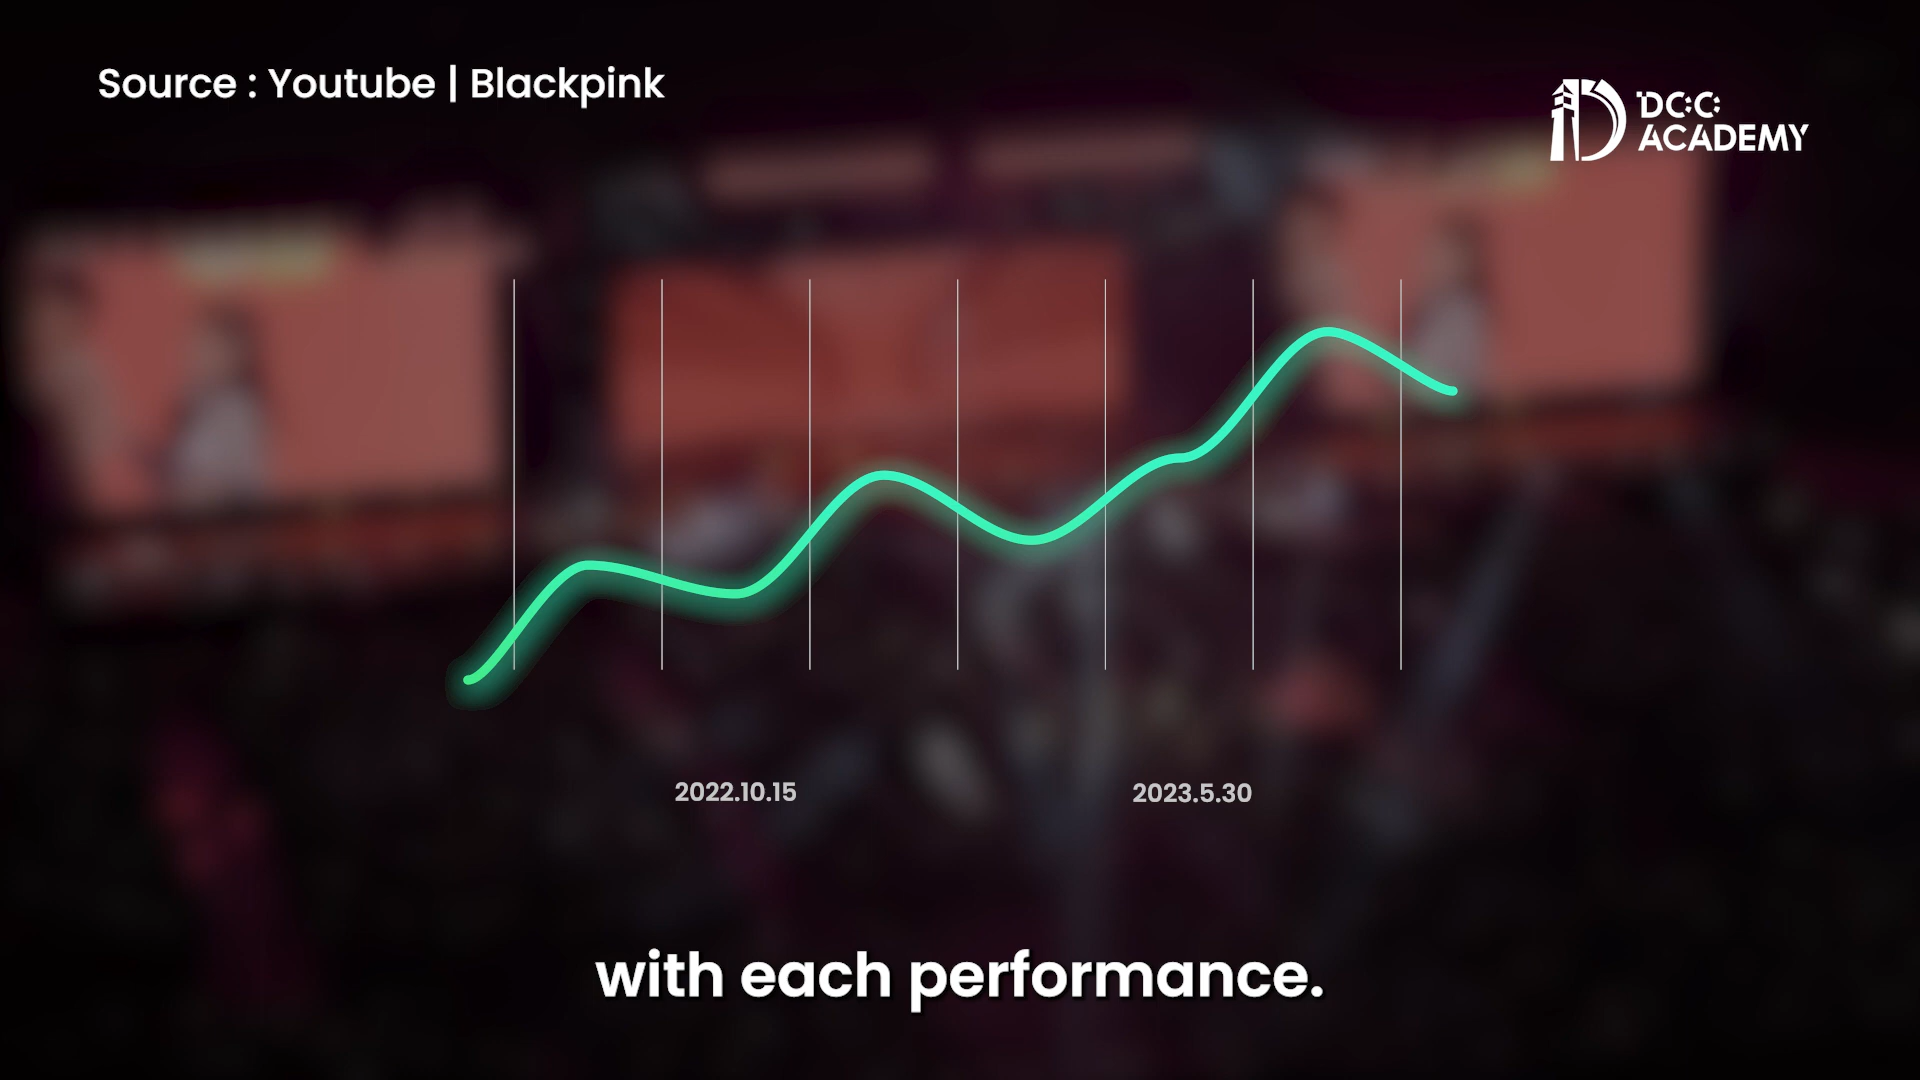 Source : Youtube | Blackpink
DCC
ACADEMY
2022.10.15
2023.5.30
with each performance.